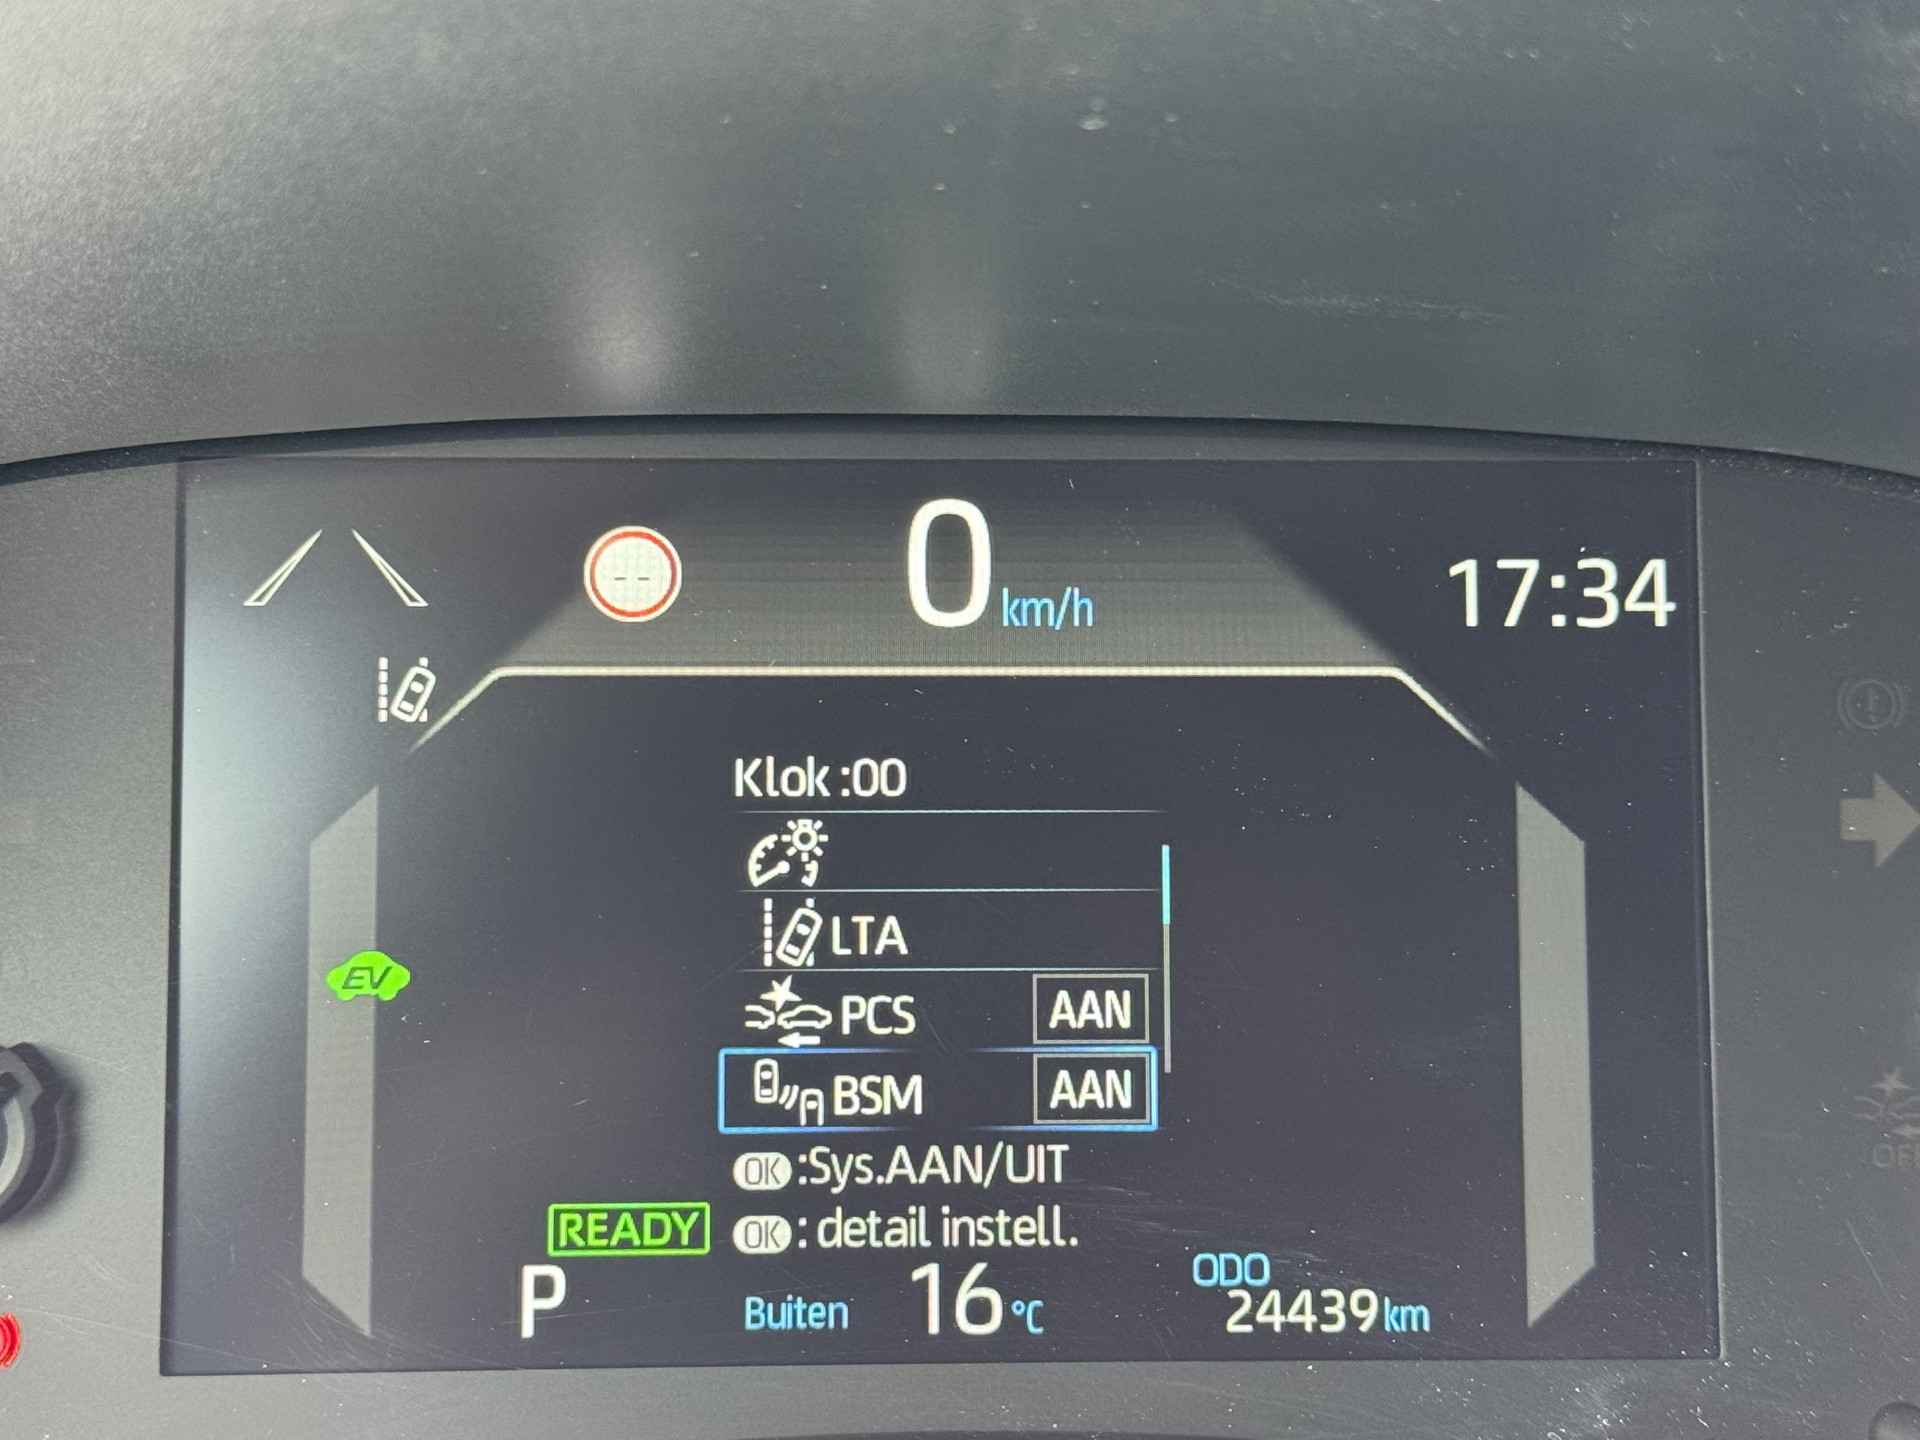 --
0 km/h
17:34
Klok :00
LTA
EV
PCS AAN
BSM AAN
OK :Sys.AAN/UIT
READY
OK : detail instell.
P
Buiten 16 °C
ODO
24439 km